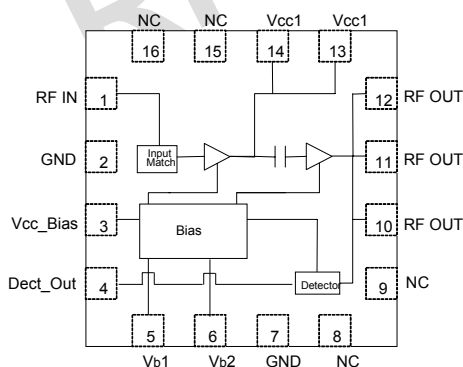 NC NC Vcc1 Vcc1
16 15 14 13
RF IN 1 12 RF OUT
Input Match
GND 2 11 RF OUT
Vcc_Bias 3 Bias 10 RF OUT
Dect_Out 4 Detector 9 NC
5 6 7 8
Vb1 Vb2 GND NC